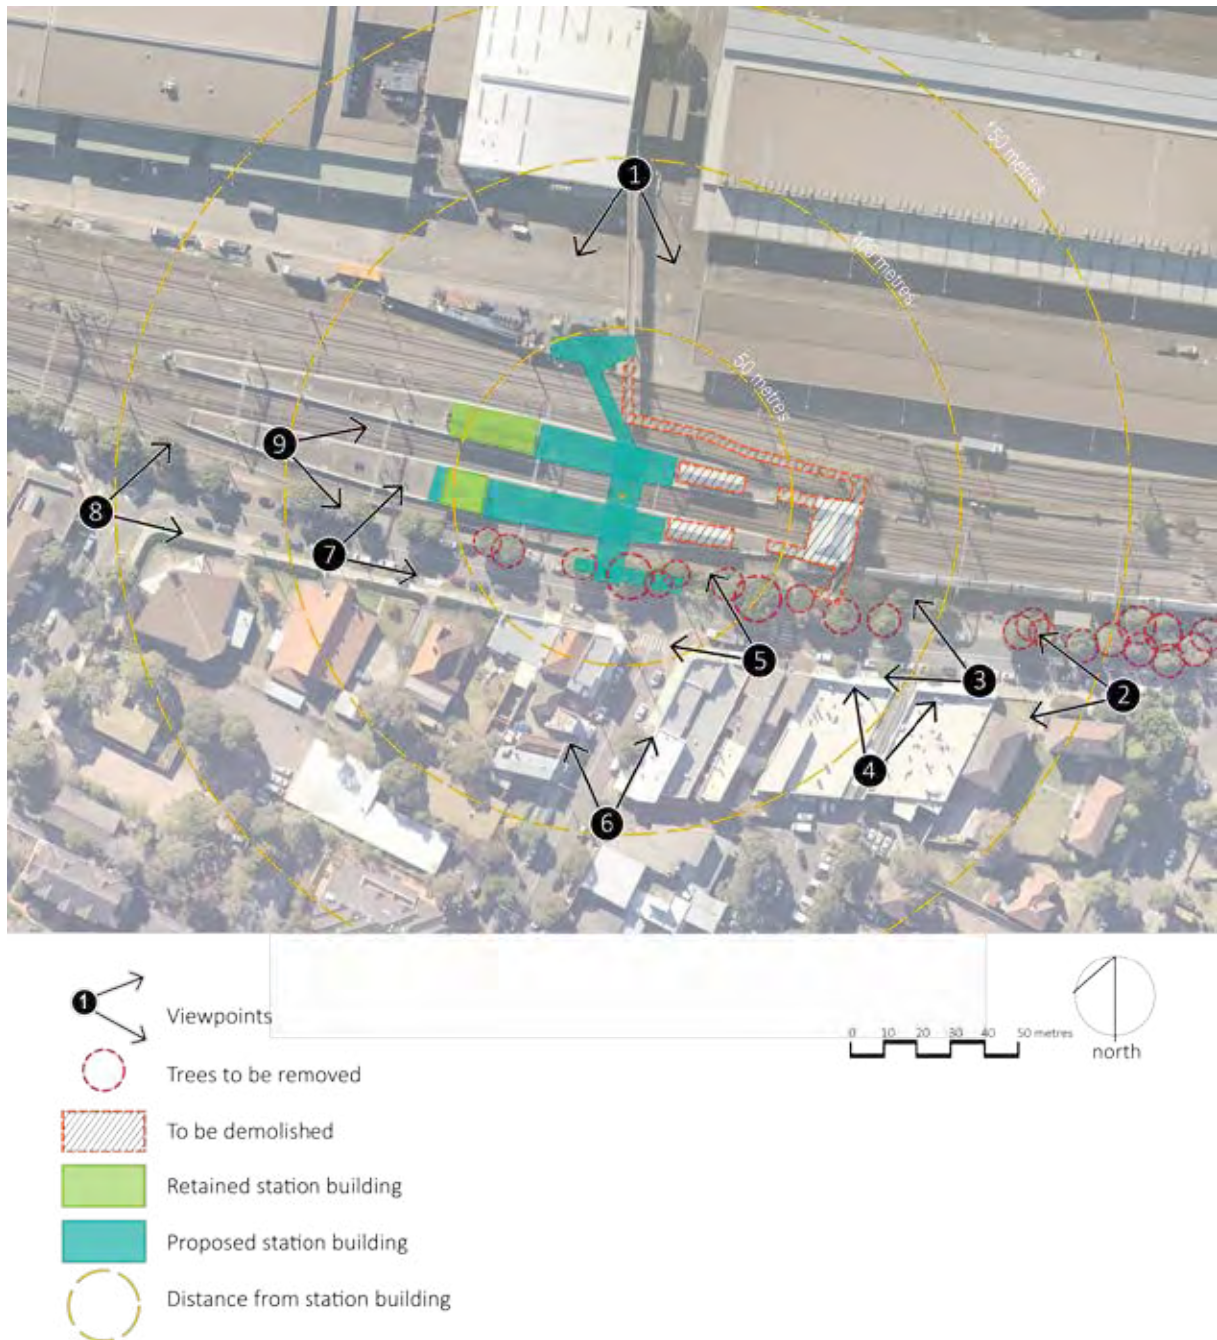 1
150 metres
100 metres
50 metres
9
8
7
5
3
2
4
6
1
Viewpoints
0 10 20 30 40 50 metres
north
Trees to be removed
To be demolished
Retained station building
Proposed station building
Distance from station building